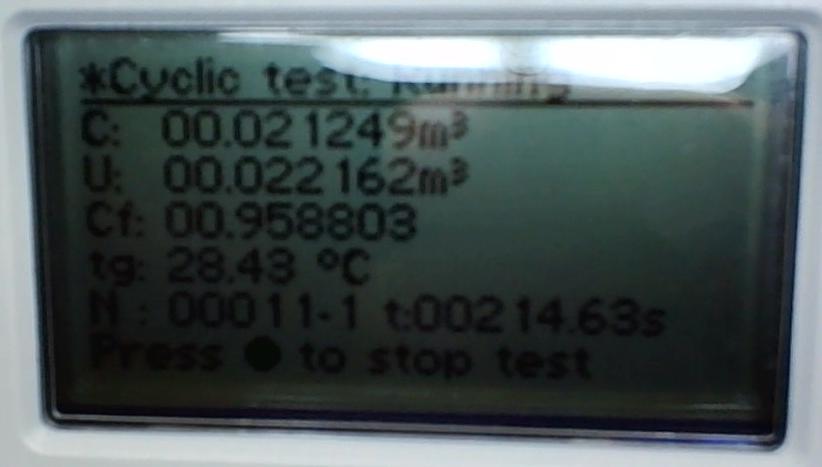 *Cyclic test: Running
C: 00.021249m³
U: 00.022162m³
Cf: 00.958803
tg: 28.43 °C
N : 00011-1 t:00214.63s
Press ● to stop test